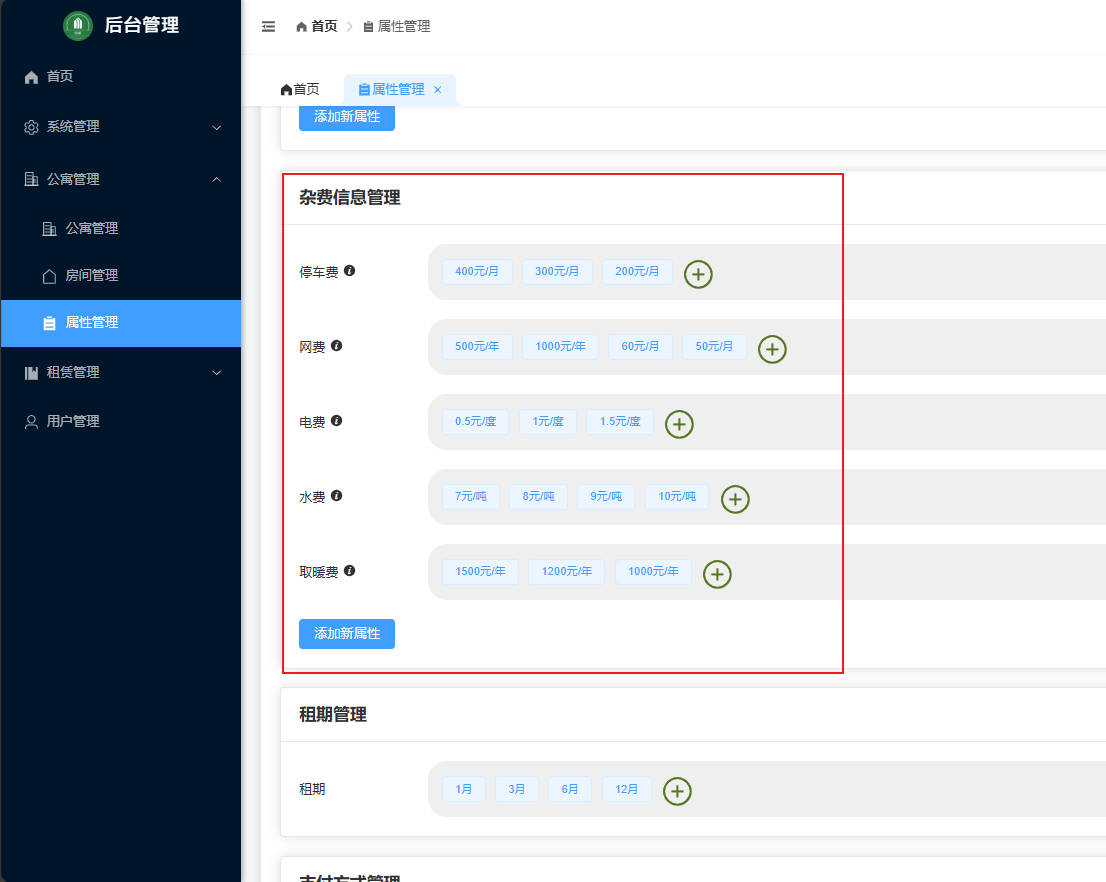 后台管理
首页
系统管理
公寓管理
公寓管理
房间管理
属性管理
租赁管理
用户管理
首页 属性管理
首页 属性管理
添加新属性
杂费信息管理
停车费 400元/月 300元/月 200元/月
网费 500元/年 1000元/年 60元/月 50元/月
电费 0.5元/度 1元/度 1.5元/度
水费 7元/吨 8元/吨 9元/吨 10元/吨
取暖费 1500元/年 1200元/年 1000元/年
添加新属性
租期管理
租期 1月 3月 6月 12月
支付方式管理